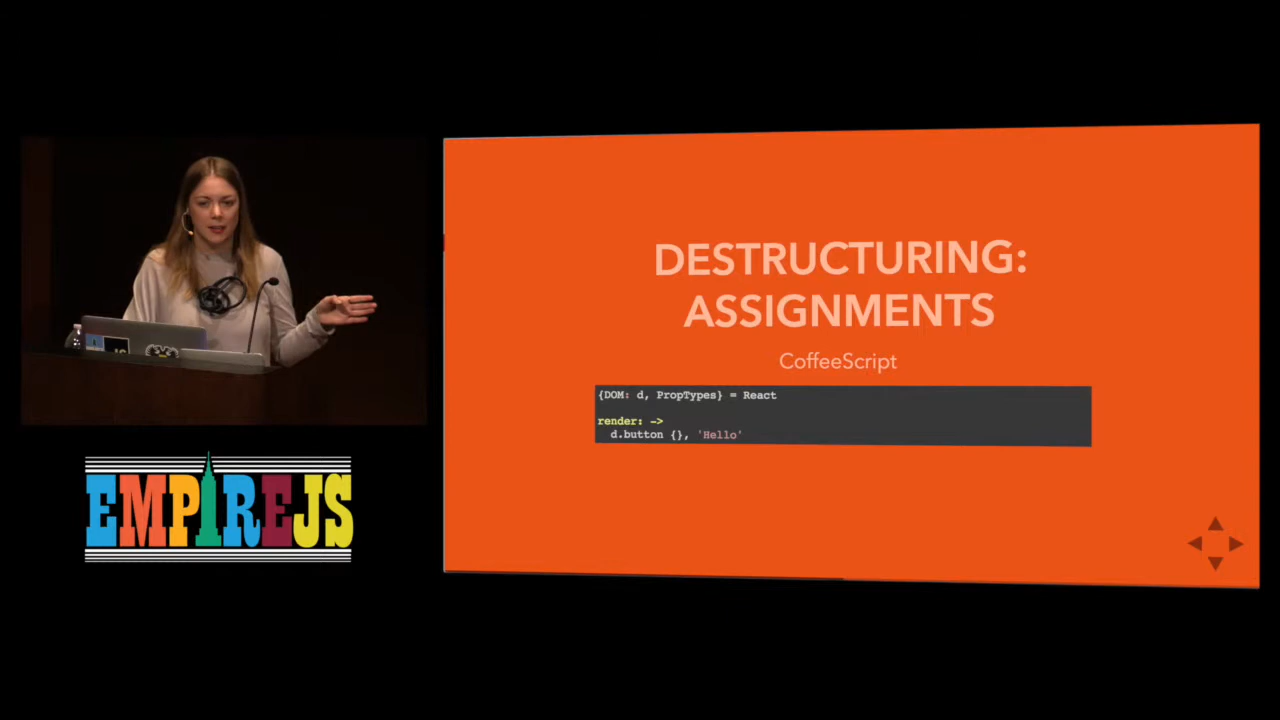 DESTRUCTURING:
ASSIGNMENTS
CoffeeScript
{DOM: d, PropTypes} = React
render: ->
d.button {}, 'Hello'
EMPIREJS